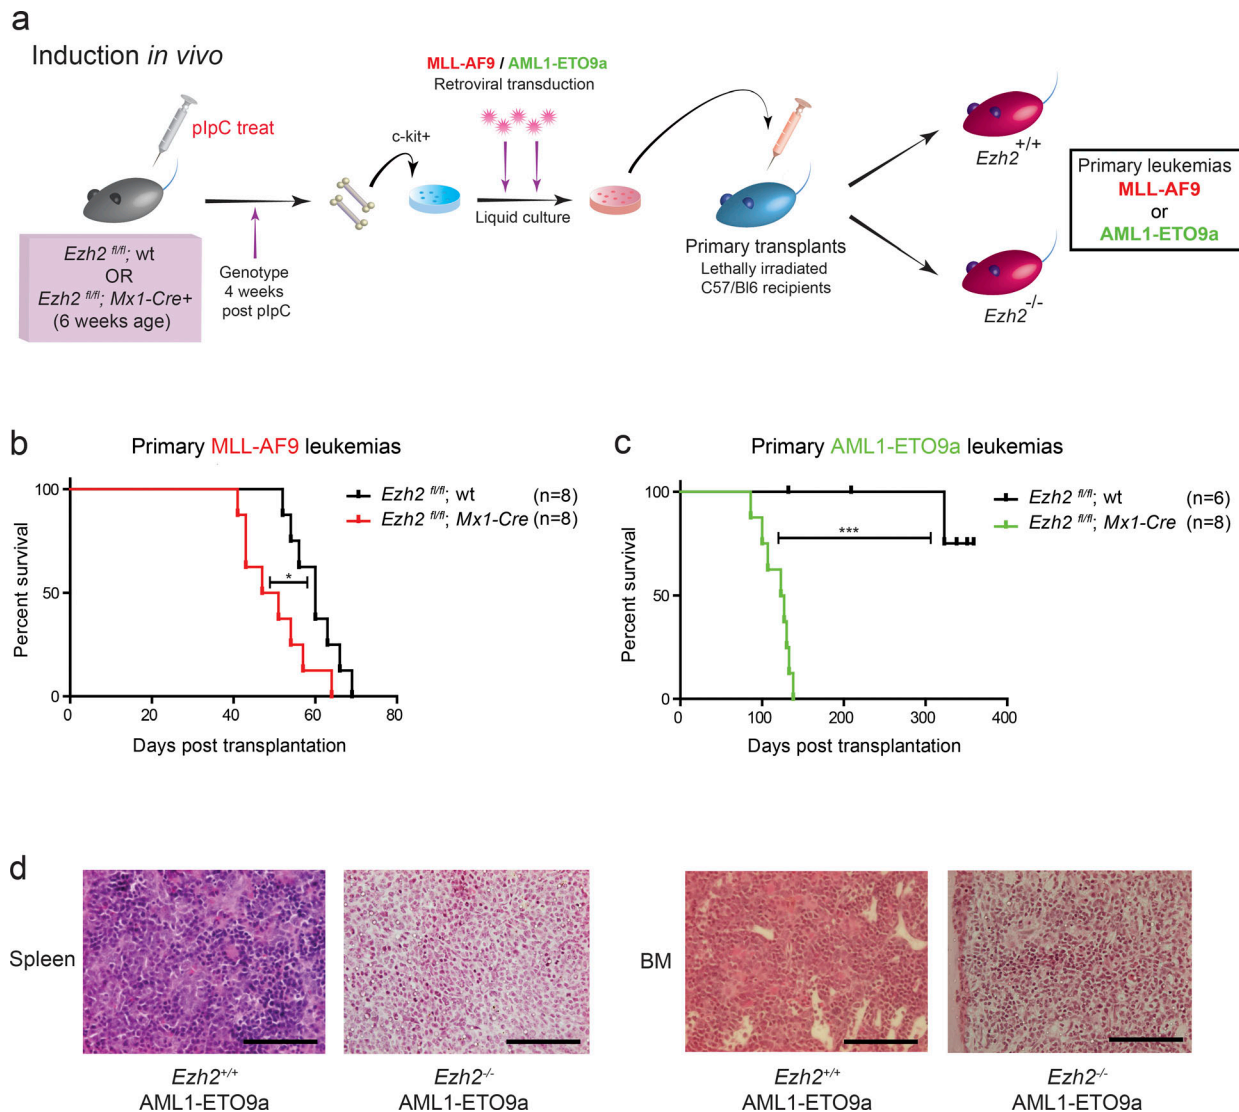 a
Induction in vivo
pIpC treat
MLL-AF9 / AML1-ETO9a
Retroviral transduction
c-kit+
Liquid culture
Ezh2 fl/fl; wt
OR
Ezh2 fl/fl; Mx1-Cre+
(6 weeks age)
Genotype
4 weeks
post pIpC
Primary transplants
Lethally irradiated
C57/Bl6 recipients
Ezh2+/+
Ezh2-/-
Primary leukemias
MLL-AF9
or
AML1-ETO9a
b
Primary MLL-AF9 leukemias
Percent survival
100
50
0
*
Ezh2 fl/fl; wt (n=8)
Ezh2 fl/fl; Mx1-Cre (n=8)
0 20 40 60 80
Days post transplantation
c
Primary AML1-ETO9a leukemias
Percent survival
100
50
0
***
Ezh2 fl/fl; wt (n=6)
Ezh2 fl/fl; Mx1-Cre (n=8)
0 100 200 300 400
Days post transplantation
d
Spleen
Ezh2+/+
AML1-ETO9a
Ezh2-/-
AML1-ETO9a
BM
Ezh2+/+
AML1-ETO9a
Ezh2-/-
AML1-ETO9a